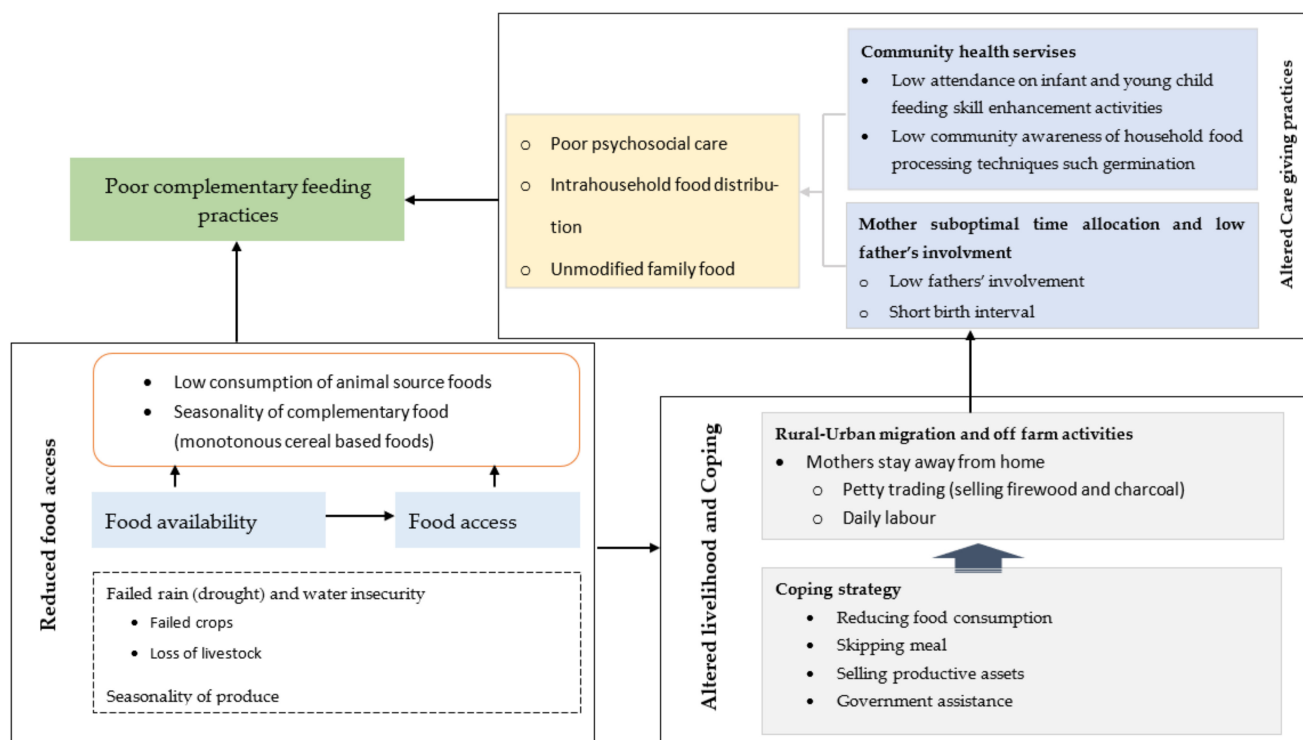 Community health servises
• Low attendance on infant and young child
feeding skill enhancement activities
• Low community awareness of household food
processing techniques such germination
Mother suboptimal time allocation and low
father's involvment
o Low fathers' involvement
o Short birth interval
Altered Care giving practices
o Poor psychosocial care
o Intrahousehold food distribu-
tion
o Unmodified family food
Poor complementary feeding
practices
• Low consumption of animal source foods
• Seasonality of complementary food
(monotonous cereal based foods)
Food availability
Food access
Failed rain (drought) and water insecurity
• Failed crops
• Loss of livestock
Seasonality of produce
Reduced food access
Rural-Urban migration and off farm activities
• Mothers stay away from home
o Petty trading (selling firewood and charcoal)
o Daily labour
Coping strategy
• Reducing food consumption
• Skipping meal
• Selling productive assets
• Government assistance
Altered livelihood and Coping